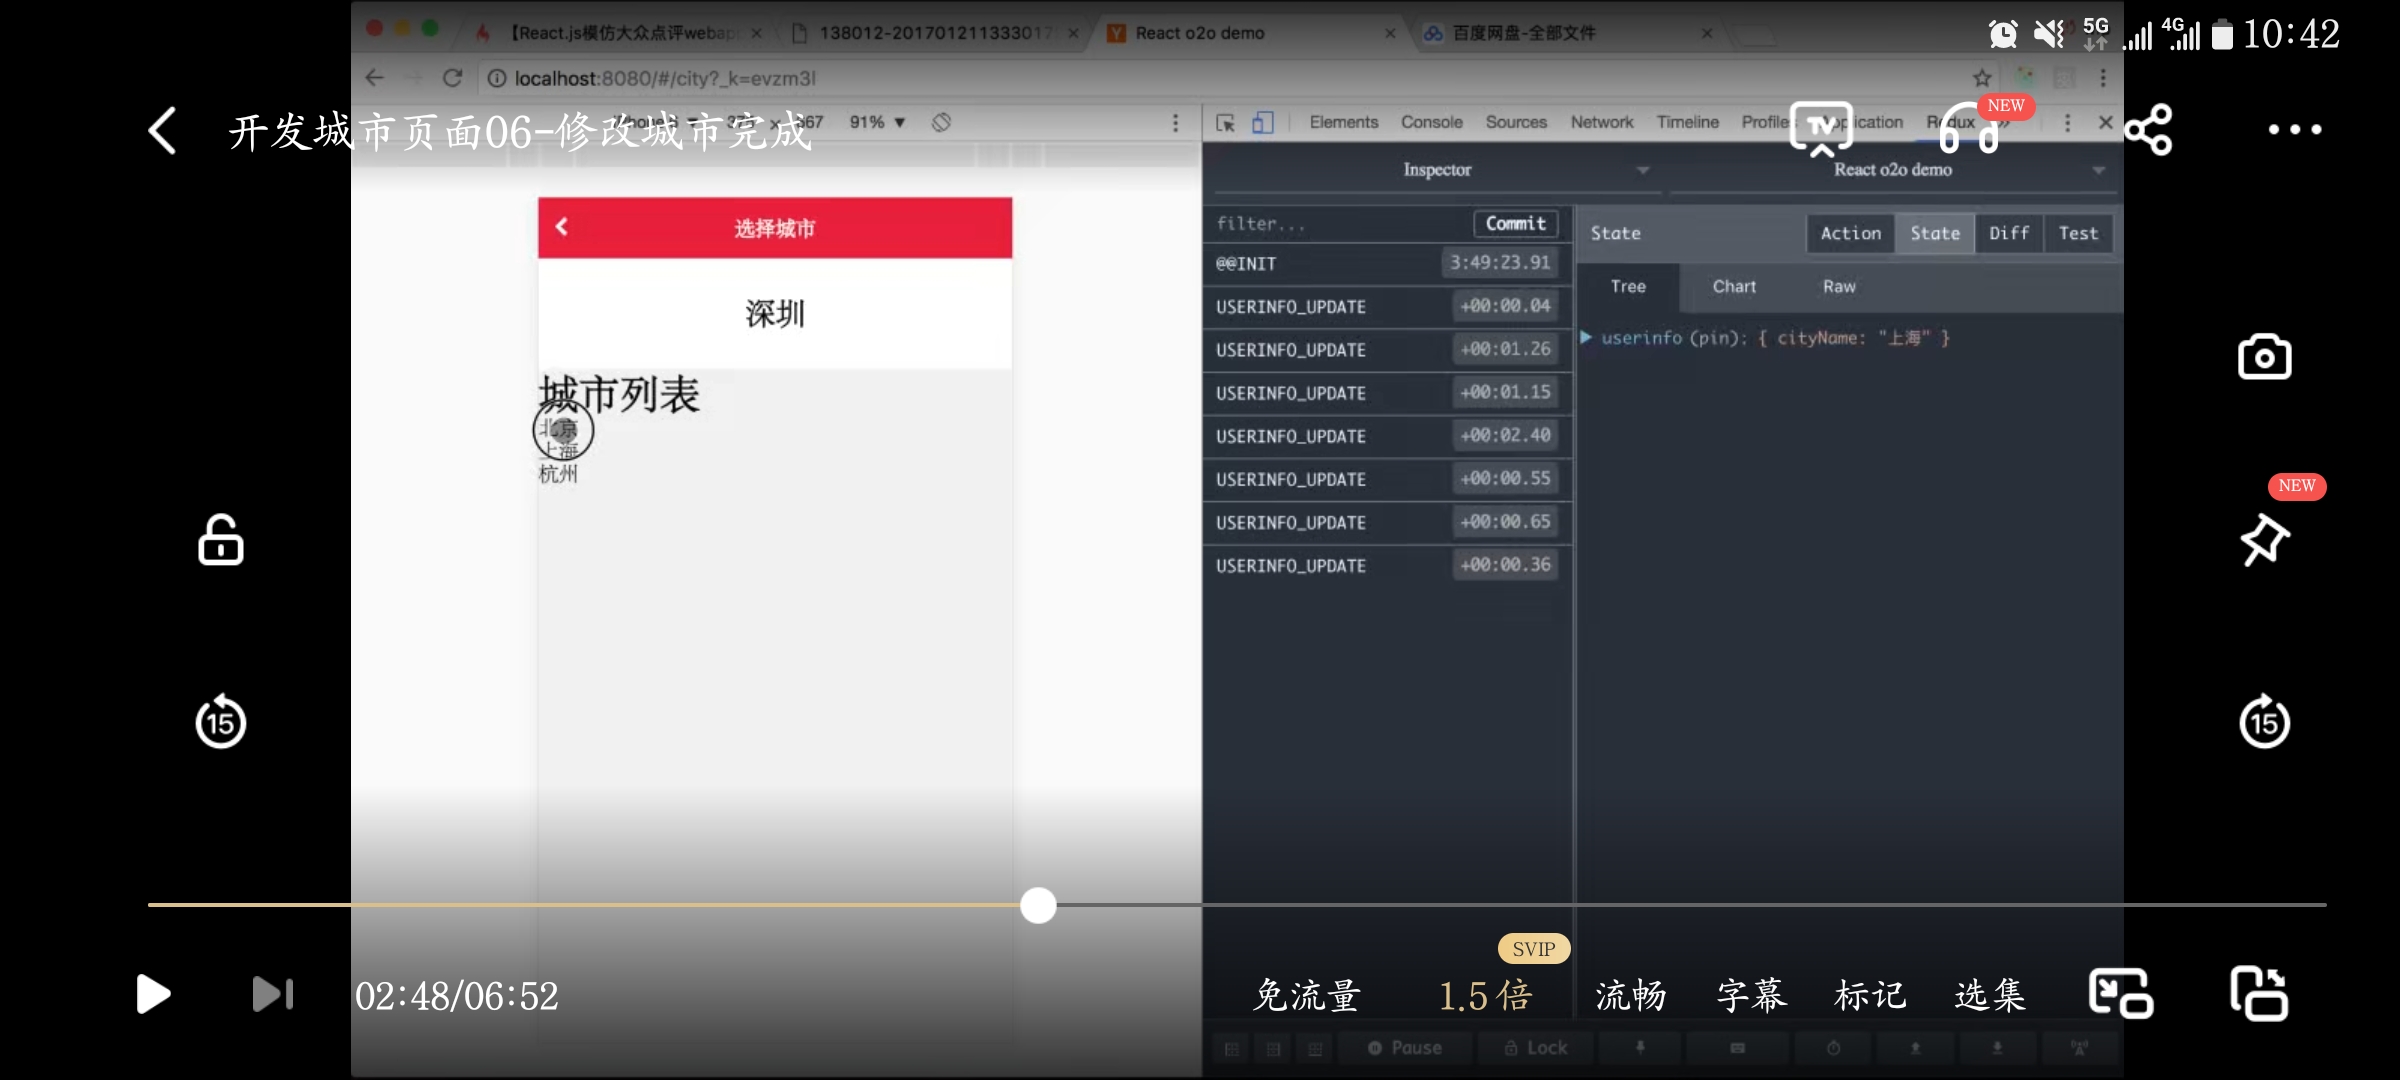 【React.js模仿大众点评webap
138012-201701211333017
React o2o demo
百度网盘-全部文件
5G
4G
10:42
localhost:8080/#/city?_k=evzm3l
开发城市页面06-修改城市完成
91%
Elements
Console
Sources
Network
Timeline
Profiles
Application
Redux
TV
NEW
Inspector
React o2o demo
选择城市
深圳
城市列表
北京
上海
杭州
filter...
Commit
@@INIT 3:49:23.91
USERINFO_UPDATE +00:00.04
USERINFO_UPDATE +00:01.26
USERINFO_UPDATE +00:01.15
USERINFO_UPDATE +00:02.40
USERINFO_UPDATE +00:00.55
USERINFO_UPDATE +00:00.65
USERINFO_UPDATE +00:00.36
State
Action
State
Diff
Test
Tree
Chart
Raw
userinfo (pin): { cityName: "上海" }
NEW
15
15
SVIP
02:48/06:52
免流量
1.5倍
流畅
字幕
标记
选集
Pause
Lock